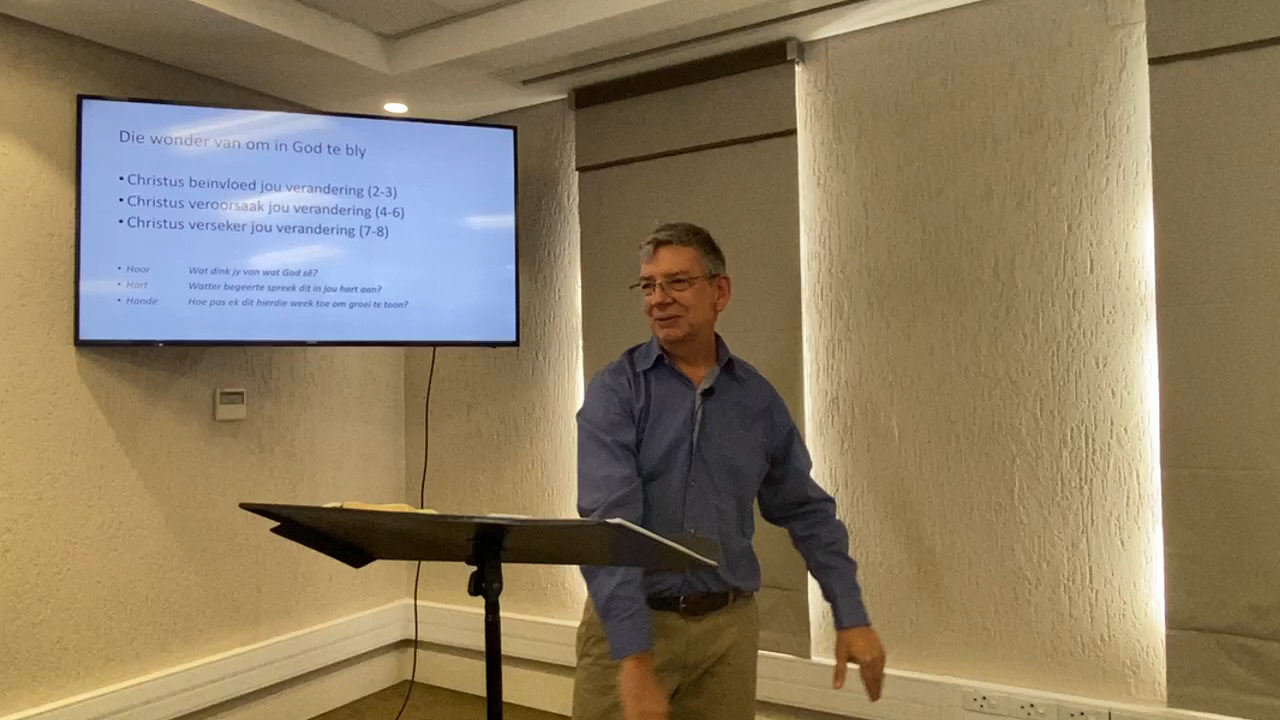 Die wonder van om in God te bly
• Christus beïnvloed jou verandering (2-3)
• Christus veroorsaak jou verandering (4-6)
• Christus verseker jou verandering (7-8)
• Hoor Wat dink jy van wat God sê?
• Hart Watter begeerte spreek dit in jou hart aan?
• Hande Hoe pas ek dit hierdie week toe om groei te toon?